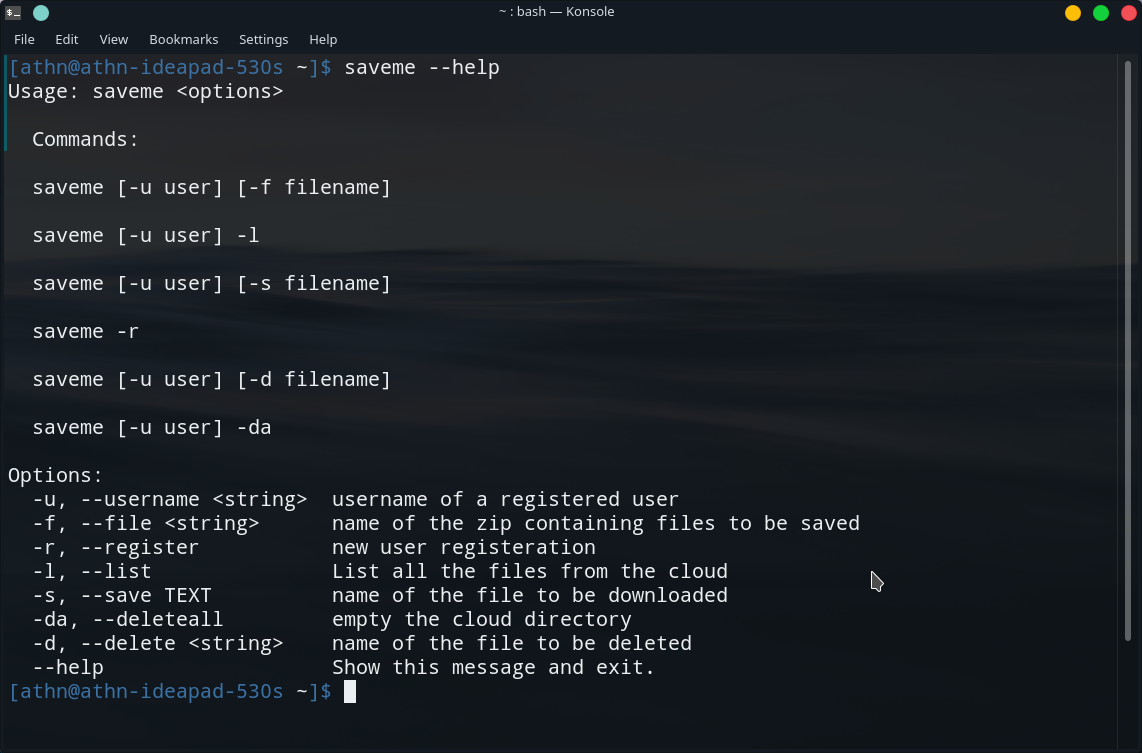 ~ : bash — Konsole
File Edit View Bookmarks Settings Help
[athn@athn-ideapad-530s ~]$ saveme --help
Usage: saveme <options>
Commands:
saveme [-u user] [-f filename]
saveme [-u user] -l
saveme [-u user] [-s filename]
saveme -r
saveme [-u user] [-d filename]
saveme [-u user] -da
Options:
-u, --username <string> username of a registered user
-f, --file <string> name of the zip containing files to be saved
-r, --register new user registeration
-l, --list List all the files from the cloud
-s, --save TEXT name of the file to be downloaded
-da, --deleteall empty the cloud directory
-d, --delete <string> name of the file to be deleted
--help Show this message and exit.
[athn@athn-ideapad-530s ~]$